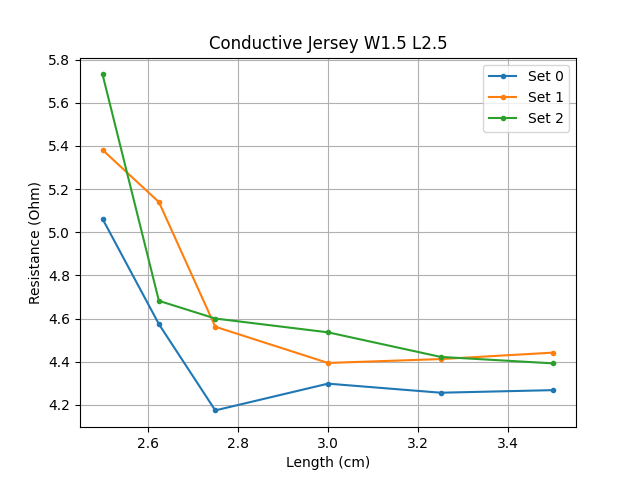 Conductive Jersey W1.5 L2.5
Set 0
Set 1
Set 2
5.8
5.6
5.4
5.2
5.0
4.8
4.6
4.4
4.2
Resistance (Ohm)
2.6 2.8 3.0 3.2 3.4
Length (cm)